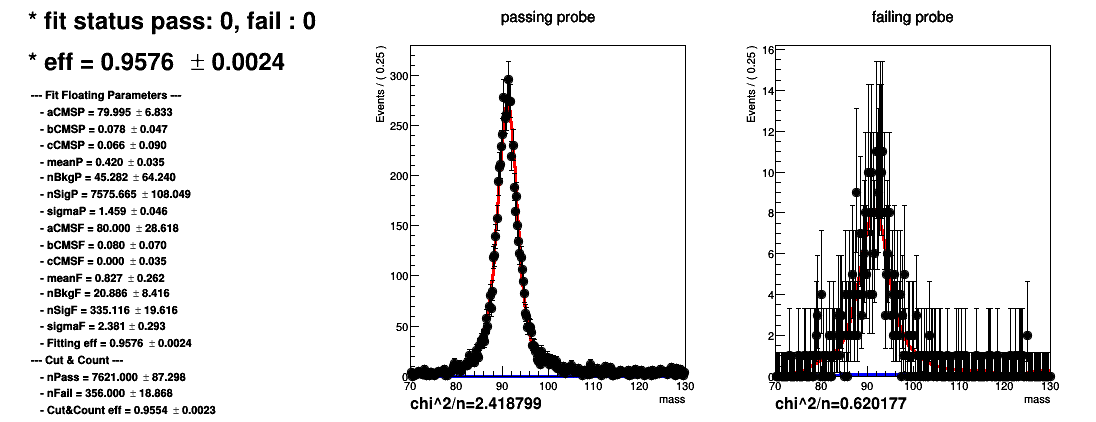 * fit status pass: 0, fail : 0
* eff = 0.9576 ± 0.0024
--- Fit Floating Parameters ---
- aCMSP = 79.995 ± 6.833
- bCMSP = 0.078 ± 0.047
- cCMSP = 0.066 ± 0.090
- meanP = 0.420 ± 0.035
- nBkgP = 45.282 ± 64.240
- nSigP = 7575.665 ± 108.049
- sigmaP = 1.459 ± 0.046
- aCMSF = 80.000 ± 28.618
- bCMSF = 0.080 ± 0.070
- cCMSF = 0.000 ± 0.035
- meanF = 0.827 ± 0.262
- nBkgF = 20.886 ± 8.416
- nSigF = 335.116 ± 19.616
- sigmaF = 2.381 ± 0.293
- Fitting eff = 0.9576 ± 0.0024
--- Cut & Count ---
- nPass = 7621.000 ± 87.298
- nFail = 356.000 ± 18.868
- Cut&Count eff = 0.9554 ± 0.0023
passing probe
Events / ( 0.25 )
300
250
200
150
100
50
0
70 80 90 100 110 120 130
mass
chi^2/n=2.418799
failing probe
Events / ( 0.25 )
16
14
12
10
8
6
4
2
0
70 80 90 100 110 120 130
mass
chi^2/n=0.620177